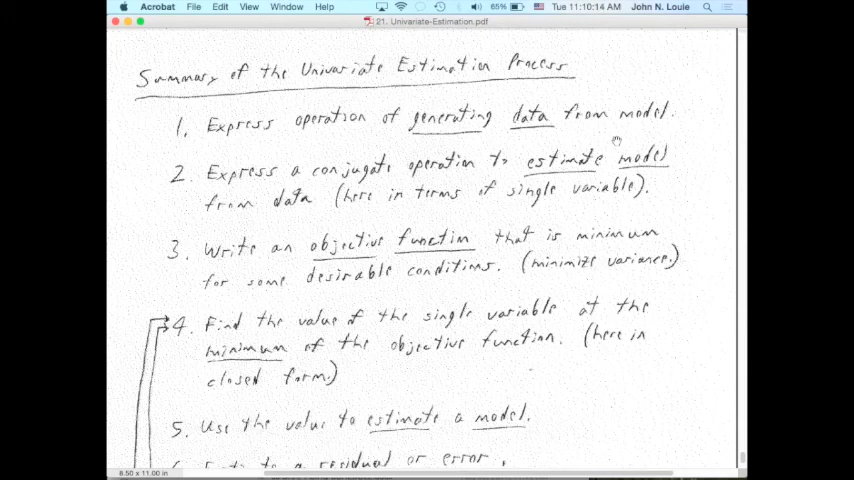 Acrobat File Edit View Window Help 65% Tue 11:10:14 AM John N. Louie
21. Univariate-Estimation.pdf
Summary of the Univariate Estimation Process
1. Express operation of generating data from model.
2. Express a conjugate operation to estimate model
from data (here in terms of single variable).
3. Write an objective function that is minimum
for some desirable conditions. (minimize variance.)
4. Find the value of the single variable at the
minimum of the objective function. (here in
closed form.)
5. Use the value to estimate a model.
residual or error.
8.50 x 11.00 in